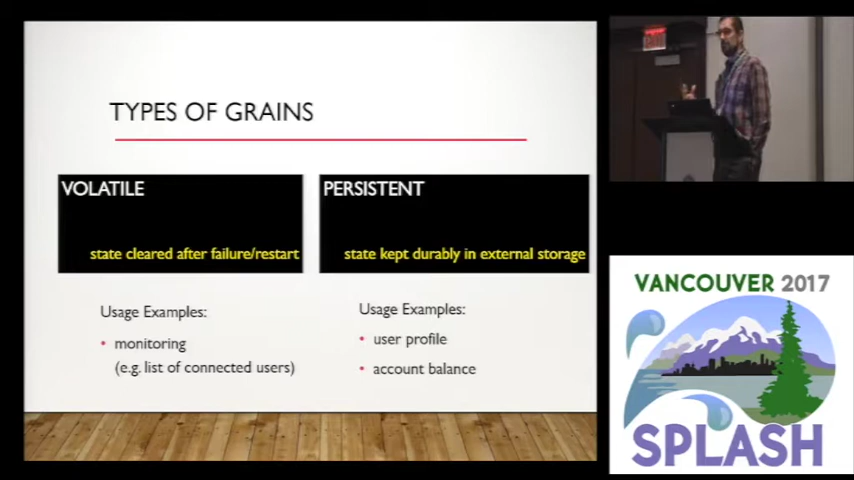 TYPES OF GRAINS
VOLATILE
state cleared after failure/restart
PERSISTENT
state kept durably in external storage
Usage Examples:
• monitoring
(e.g. list of connected users)
Usage Examples:
• user profile
• account balance
VANCOUVER 2017
SPLASH